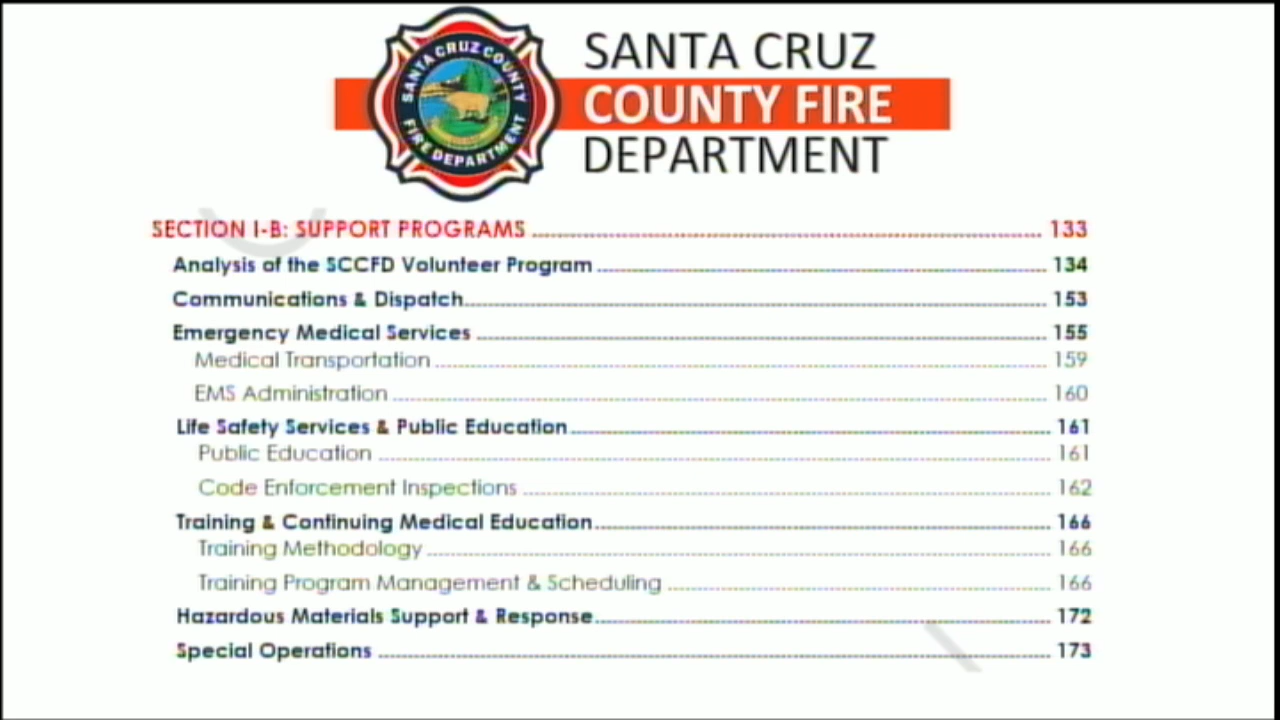 SANTA CRUZ COUNTY
FIRE DEPARTMENT
SANTA CRUZ
COUNTY FIRE
DEPARTMENT
SECTION I-B: SUPPORT PROGRAMS 133
Analysis of the SCCFD Volunteer Program 134
Communications & Dispatch 153
Emergency Medical Services 155
Medical Transportation 159
EMS Administration 160
Life Safety Services & Public Education 161
Public Education 161
Code Enforcement Inspections 162
Training & Continuing Medical Education 166
Training Methodology 166
Training Program Management & Scheduling 166
Hazardous Materials Support & Response 172
Special Operations 173